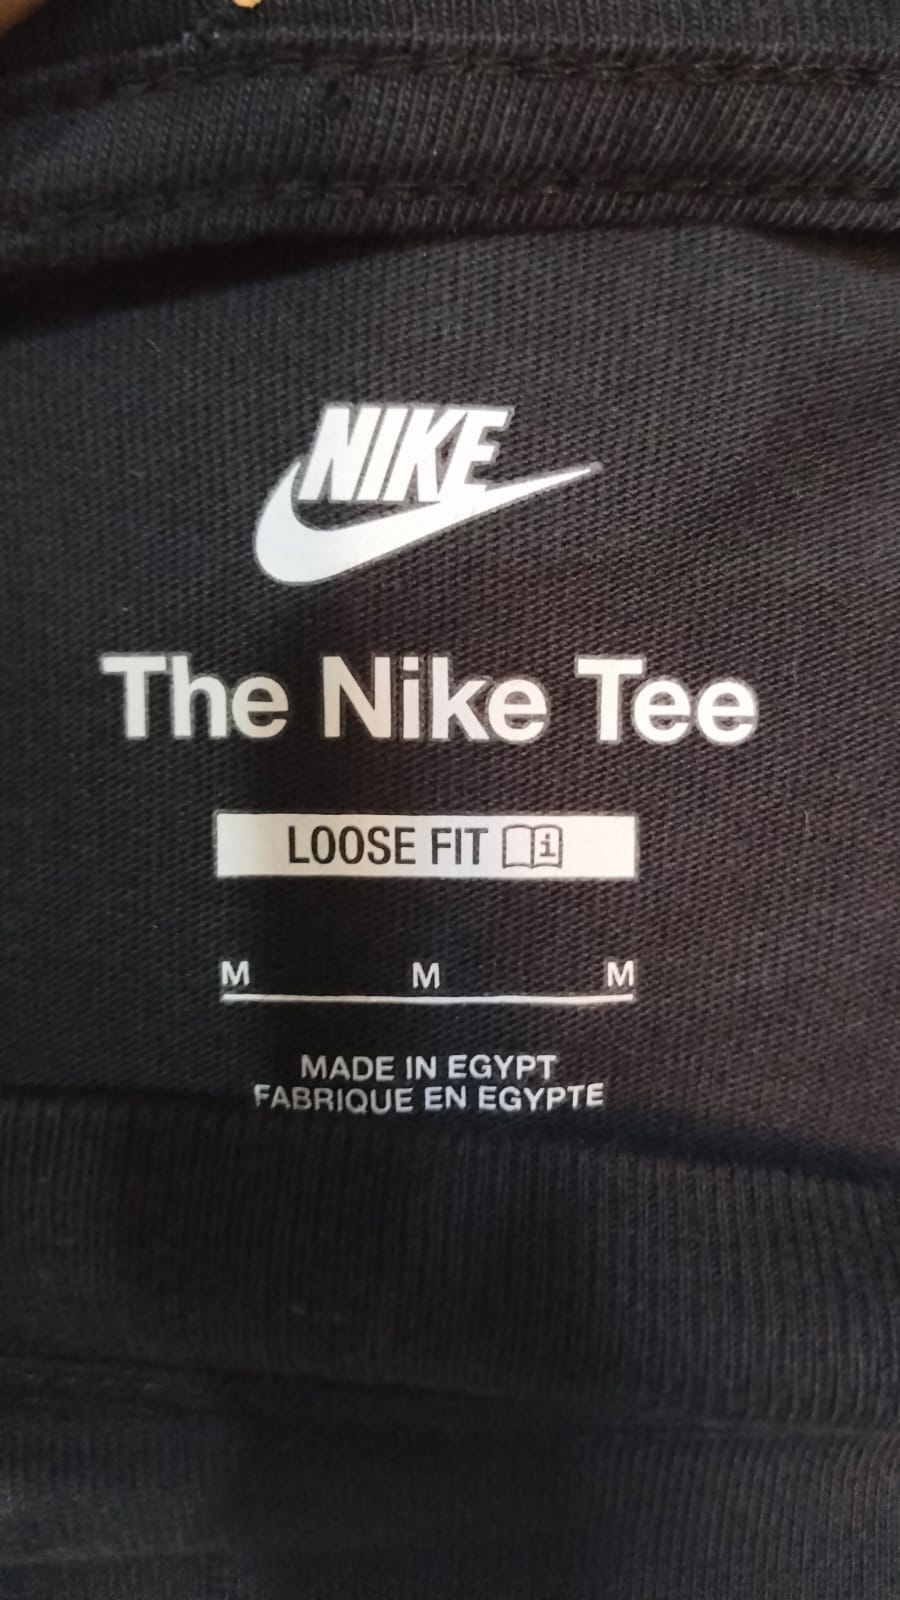 NIKE
The Nike Tee
LOOSE FIT i
M M M
MADE IN EGYPT
FABRIQUE EN EGYPTE